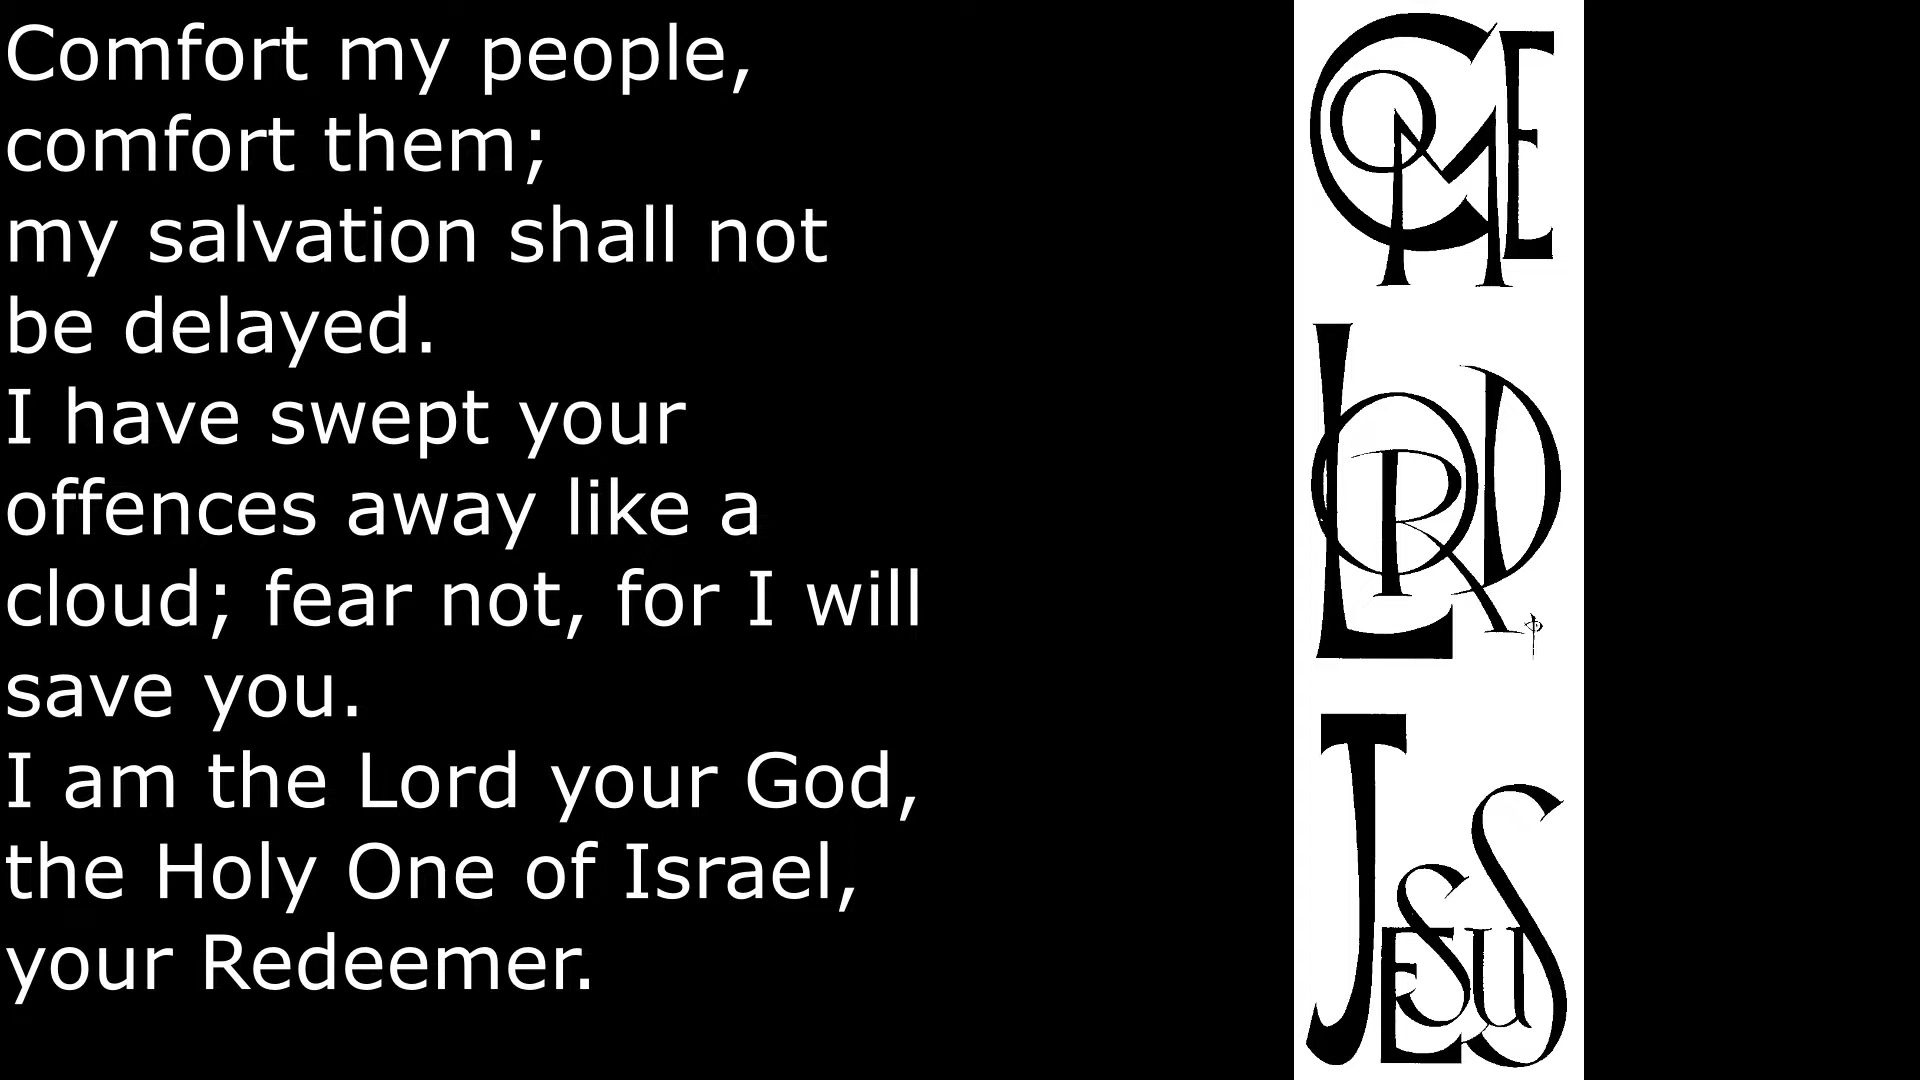 Comfort my people,
comfort them;
my salvation shall not
be delayed.
I have swept your
offences away like a
cloud; fear not, for I will
save you.
I am the Lord your God,
the Holy One of Israel,
your Redeemer.
COME
LORD
JESUS